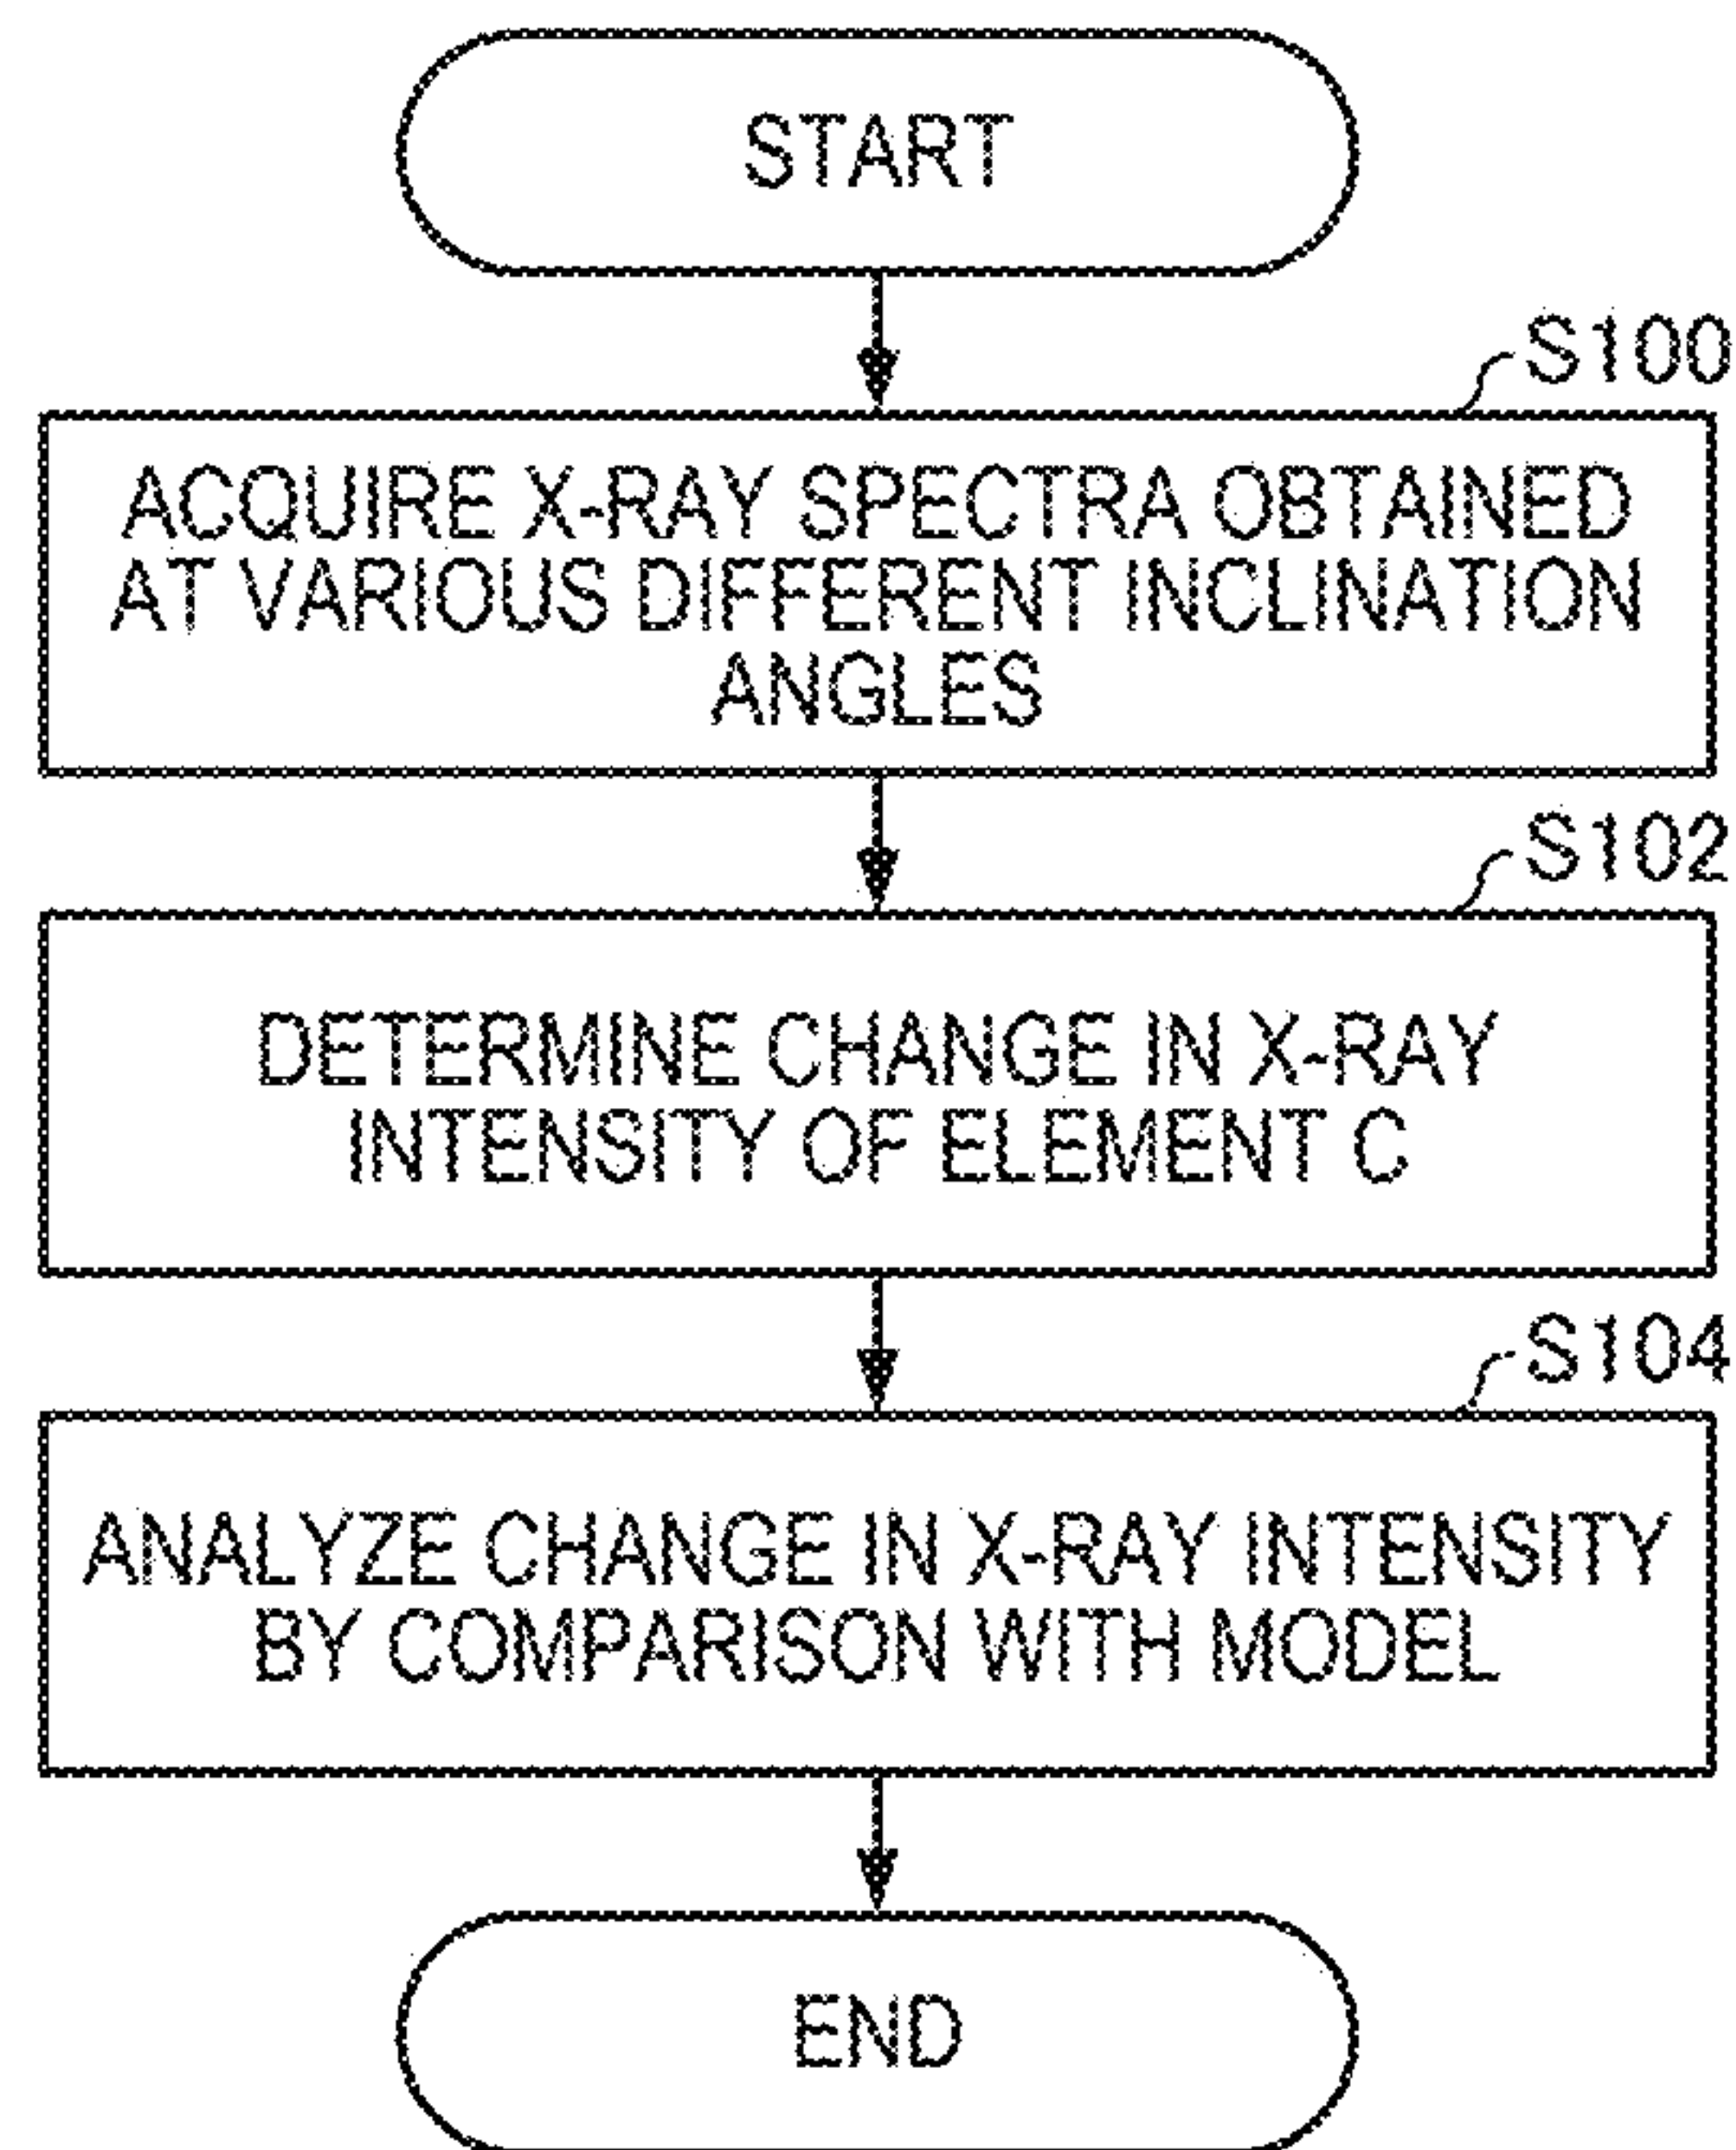 START
S100
ACQUIRE X-RAY SPECTRA OBTAINED
AT VARIOUS DIFFERENT INCLINATION
ANGLES
S102
DETERMINE CHANGE IN X-RAY
INTENSITY OF ELEMENT C
S104
ANALYZE CHANGE IN X-RAY INTENSITY
BY COMPARISON WITH MODEL
END